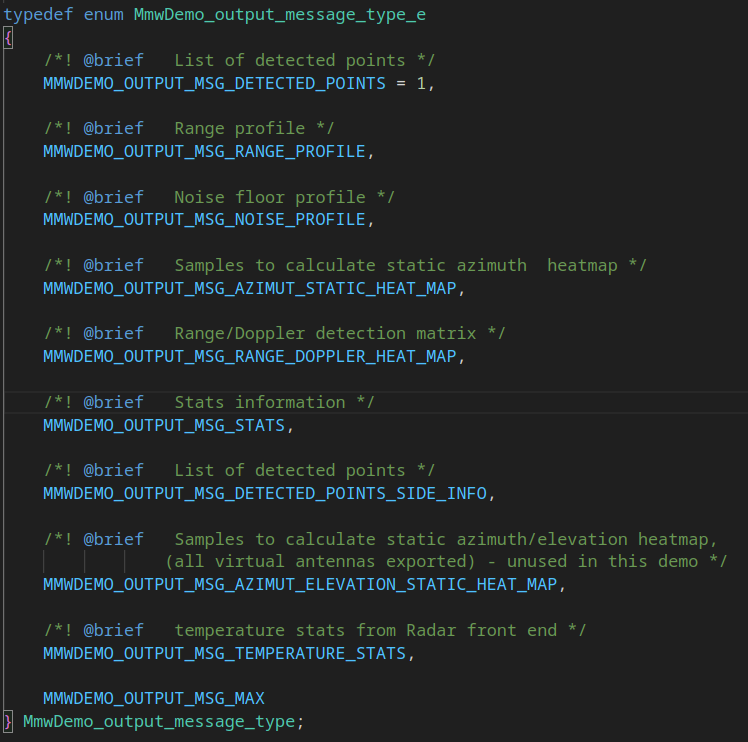 typedef enum MmwDemo_output_message_type_e
{
/*! @brief   List of detected points */
MMWDEMO_OUTPUT_MSG_DETECTED_POINTS = 1,
/*! @brief   Range profile */
MMWDEMO_OUTPUT_MSG_RANGE_PROFILE,
/*! @brief   Noise floor profile */
MMWDEMO_OUTPUT_MSG_NOISE_PROFILE,
/*! @brief   Samples to calculate static azimuth  heatmap */
MMWDEMO_OUTPUT_MSG_AZIMUT_STATIC_HEAT_MAP,
/*! @brief   Range/Doppler detection matrix */
MMWDEMO_OUTPUT_MSG_RANGE_DOPPLER_HEAT_MAP,
/*! @brief   Stats information */
MMWDEMO_OUTPUT_MSG_STATS,
/*! @brief   List of detected points */
MMWDEMO_OUTPUT_MSG_DETECTED_POINTS_SIDE_INFO,
/*! @brief   Samples to calculate static azimuth/elevation heatmap,
(all virtual antennas exported) - unused in this demo */
MMWDEMO_OUTPUT_MSG_AZIMUT_ELEVATION_STATIC_HEAT_MAP,
/*! @brief   temperature stats from Radar front end */
MMWDEMO_OUTPUT_MSG_TEMPERATURE_STATS,
MMWDEMO_OUTPUT_MSG_MAX
} MmwDemo_output_message_type;